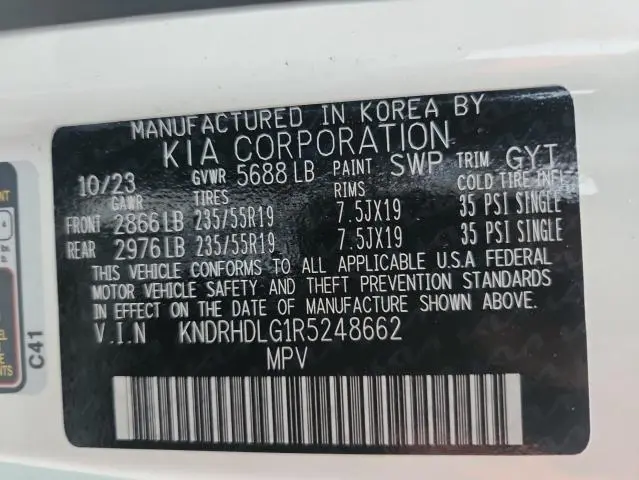 MANUFACTURED IN KOREA BY
KIA CORPORATION
10/23 GVWR 5688 LB PAINT SWP TRIM GYT
GAWR TIRES RIMS COLD TIRE INFL
FRONT 2866 LB 235/55R19 7.5JX19 35 PSI SINGLE
REAR 2976 LB 235/55R19 7.5JX19 35 PSI SINGLE
THIS VEHICLE CONFORMS TO ALL APPLICABLE U.S.A FEDERAL
MOTOR VEHICLE SAFETY AND THEFT PREVENTION STANDARDS
IN EFFECT ON THE DATE OF MANUFACTURE SHOWN ABOVE.
V.I.N KNDRHDLG1R5248662
MPV
C41